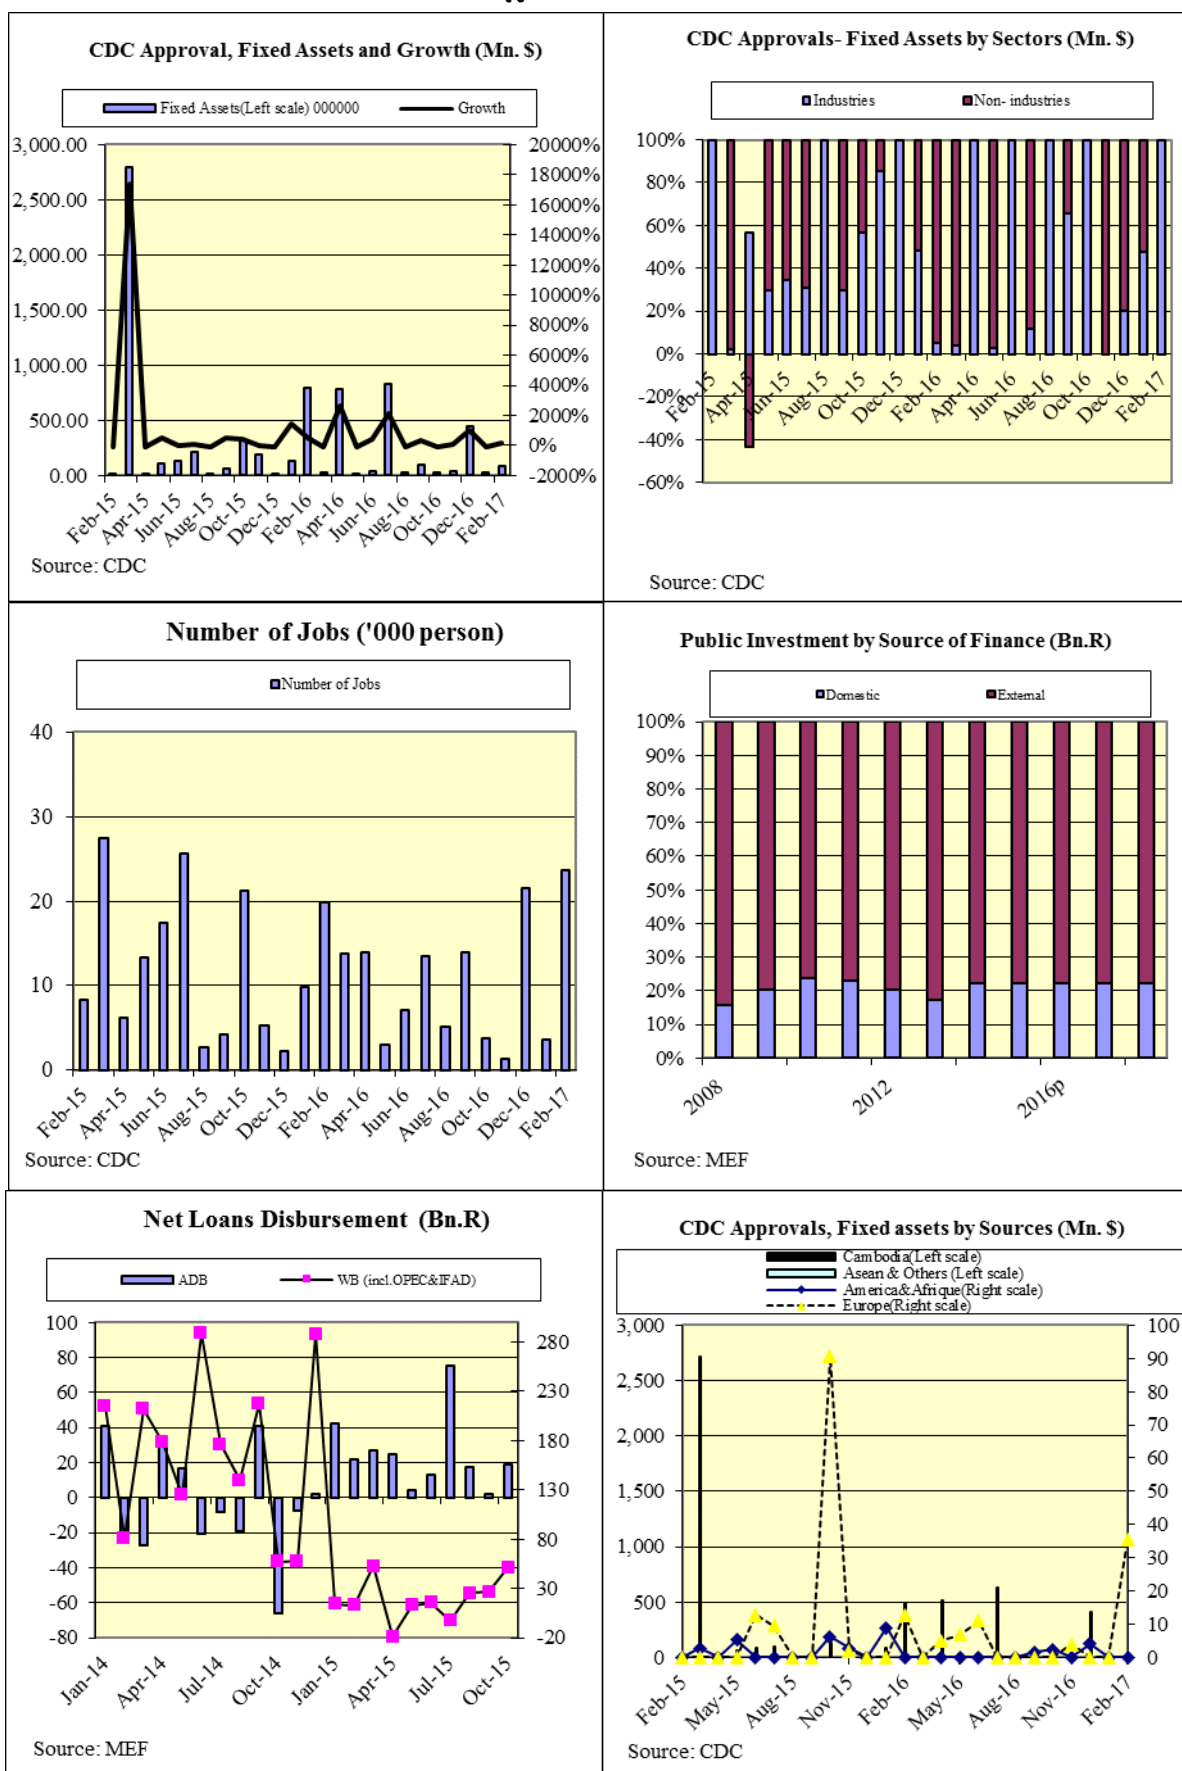 CDC Approval, Fixed Assets and Growth (Mn. $)
Fixed Assets(Left scale) 000000
Growth
3,000.00
2,500.00
2,000.00
1,500.00
1,000.00
500.00
0.00
20000%
18000%
16000%
14000%
12000%
10000%
8000%
6000%
4000%
2000%
0%
-2000%
Feb-15
Apr-15
Jun-15
Aug-15
Oct-15
Dec-15
Feb-16
Apr-16
Jun-16
Aug-16
Oct-16
Dec-16
Feb-17
Source: CDC
CDC Approvals- Fixed Assets by Sectors (Mn. $)
Industries
Non- industries
100%
80%
60%
40%
20%
0%
-20%
-40%
-60%
Feb-15
Apr-15
Jun-15
Aug-15
Oct-15
Dec-15
Feb-16
Apr-16
Jun-16
Aug-16
Oct-16
Dec-16
Feb-17
Source: CDC
Number of Jobs ('000 person)
Number of Jobs
40
30
20
10
0
Feb-15
Apr-15
Jun-15
Aug-15
Oct-15
Dec-15
Feb-16
Apr-16
Jun-16
Aug-16
Oct-16
Dec-16
Feb-17
Source: CDC
Public Investment by Source of Finance (Bn.R)
Domestic
External
100%
90%
80%
70%
60%
50%
40%
30%
20%
10%
0%
2008
2012
2016p
Source: MEF
Net Loans Disbursement (Bn.R)
ADB
WB (incl.OPEC&IFAD)
100
80
60
40
20
0
-20
-40
-60
-80
280
230
180
130
80
30
-20
Jan-14
Apr-14
Jul-14
Oct-14
Jan-15
Apr-15
Jul-15
Oct-15
Source: MEF
CDC Approvals, Fixed assets by Sources (Mn. $)
Cambodia(Left scale)
Asean & Others (Left scale)
America&Afrique(Right scale)
Europe(Right scale)
3,000
2,500
2,000
1,500
1,000
500
0
100
90
80
70
60
50
40
30
20
10
0
Feb-15
May-15
Aug-15
Nov-15
Feb-16
May-16
Aug-16
Nov-16
Feb-17
Source: CDC